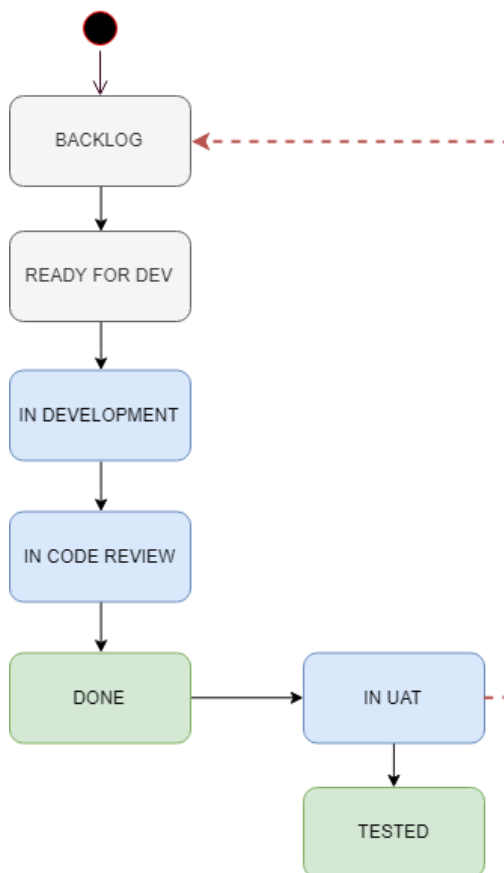 BACKLOG
READY FOR DEV
IN DEVELOPMENT
IN CODE REVIEW
DONE
IN UAT
TESTED